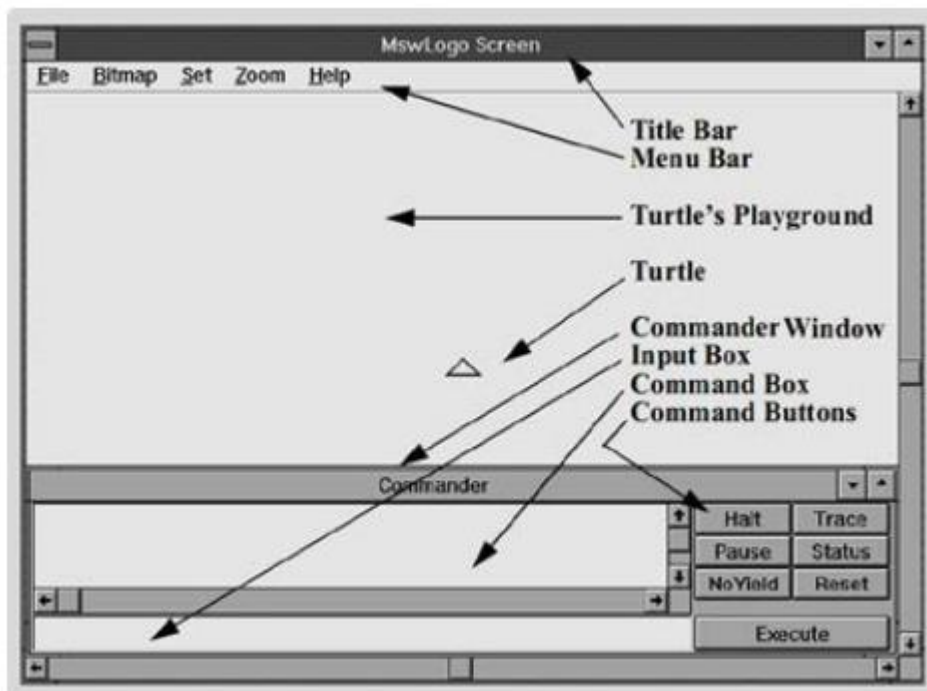 MswLogo Screen
File Bitmap Set Zoom Help
Title Bar
Menu Bar
Turtle's Playground
Turtle
Commander Window
Input Box
Command Box
Command Buttons
Commander
Halt Trace
Pause Status
NoYield Reset
Execute